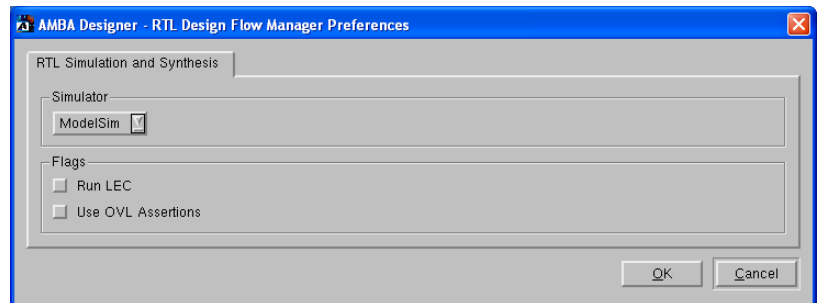 AMBA Designer - RTL Design Flow Manager Preferences
RTL Simulation and Synthesis
Simulator
ModelSim
Flags
Run LEC
Use OVL Assertions
OK Cancel